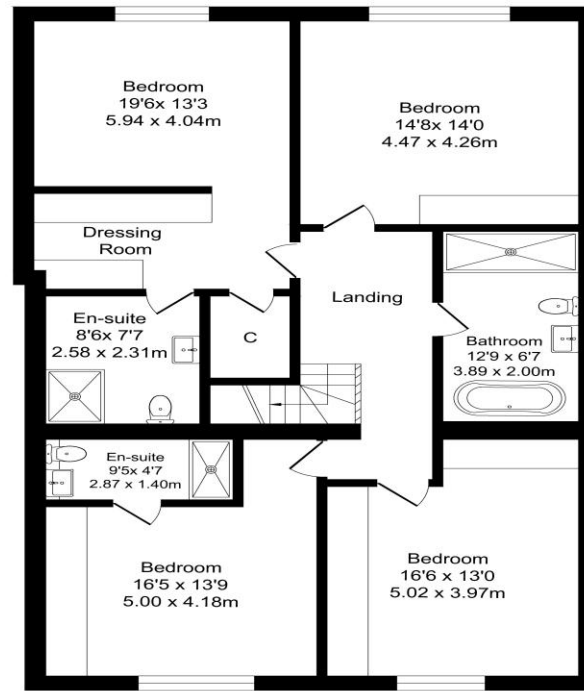 Bedroom
19'6x 13'3
5.94 x 4.04m
Bedroom
14'8x 14'0
4.47 x 4.26m
Dressing
Room
Landing
En-suite
8'6x 7'7
2.58 x 2.31m
C
Bathroom
12'9 x 6'7
3.89 x 2.00m
En-suite
9'5x 4'7
2.87 x 1.40m
Bedroom
16'5 x 13'9
5.00 x 4.18m
Bedroom
16'6 x 13'0
5.02 x 3.97m